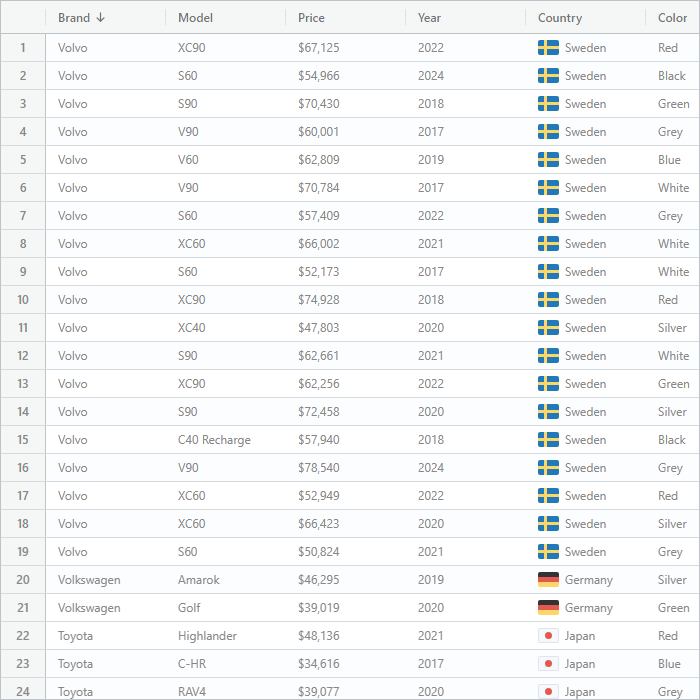 Brand ↓ Model Price Year Country Color
1 Volvo XC90 $67,125 2022 Sweden Red
2 Volvo S60 $54,966 2024 Sweden Black
3 Volvo S90 $70,430 2018 Sweden Green
4 Volvo V90 $60,001 2017 Sweden Grey
5 Volvo V60 $62,809 2019 Sweden Blue
6 Volvo V90 $70,784 2017 Sweden White
7 Volvo S60 $57,409 2022 Sweden Grey
8 Volvo XC60 $66,002 2021 Sweden White
9 Volvo S60 $52,173 2017 Sweden White
10 Volvo XC90 $74,928 2018 Sweden Red
11 Volvo XC40 $47,803 2020 Sweden Silver
12 Volvo S90 $62,661 2021 Sweden White
13 Volvo XC90 $62,256 2022 Sweden Green
14 Volvo S90 $72,458 2020 Sweden Silver
15 Volvo C40 Recharge $57,940 2018 Sweden Black
16 Volvo V90 $78,540 2024 Sweden Grey
17 Volvo XC60 $52,949 2022 Sweden Red
18 Volvo XC60 $66,423 2020 Sweden Silver
19 Volvo S60 $50,824 2021 Sweden Grey
20 Volkswagen Amarok $46,295 2019 Germany Silver
21 Volkswagen Golf $39,019 2020 Germany Green
22 Toyota Highlander $48,136 2021 Japan Red
23 Toyota C-HR $34,616 2017 Japan Blue
24 Toyota RAV4 $39,077 2020 Japan Grey